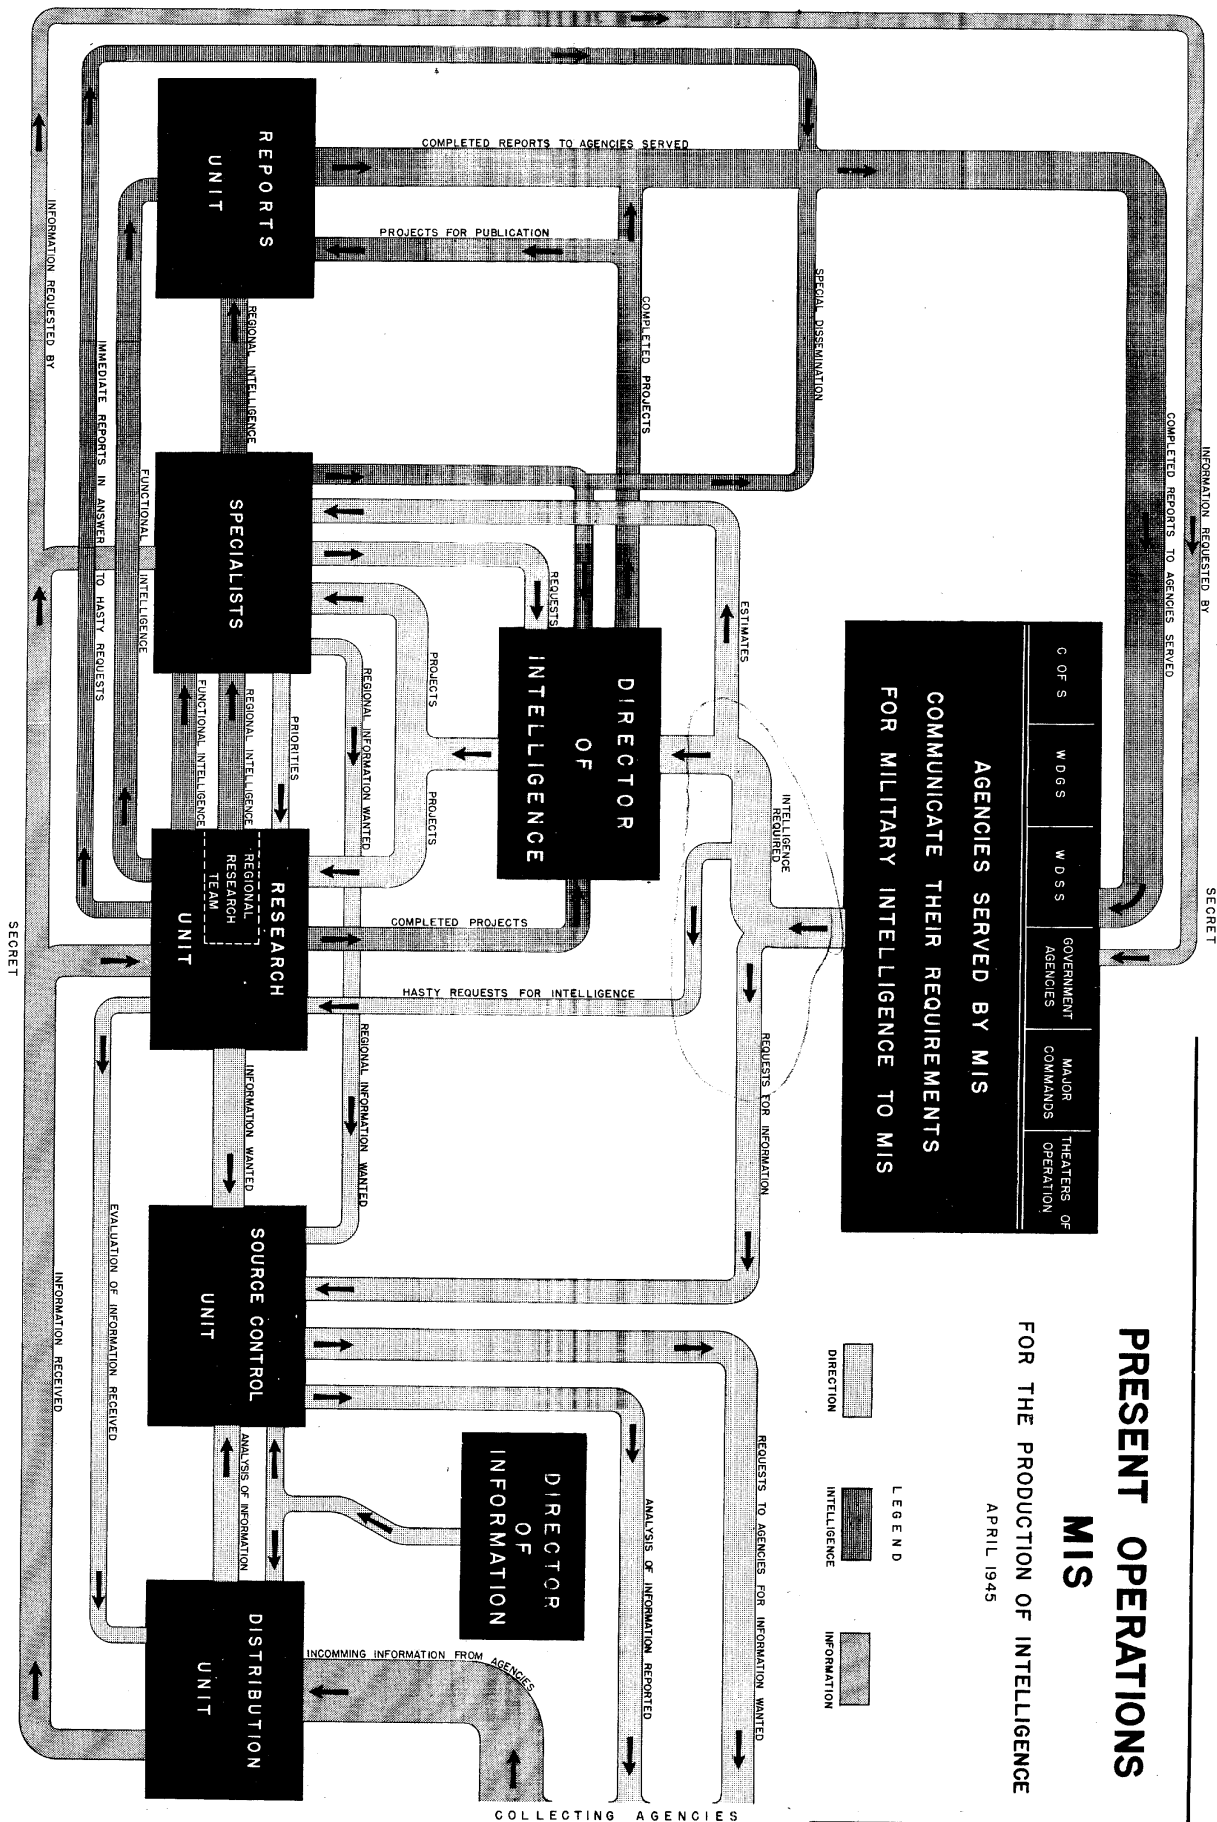 PRESENT OPERATIONS
MIS
FOR THE PRODUCTION OF INTELLIGENCE
APRIL 1945
LEGEND
DIRECTION
INTELLIGENCE
INFORMATION
SECRET
INFORMATION REQUESTED BY
COMPLETED REPORTS TO AGENCIES SERVED
C OF S
WDGS
WDSS
GOVERNMENT
AGENCIES
MAJOR
COMMANDS
THEATERS OF
OPERATION
AGENCIES SERVED BY MIS
COMMUNICATE THEIR REQUIREMENTS
FOR MILITARY INTELLIGENCE TO MIS
SPECIAL DISSEMINATION
INTELLIGENCE
REQUIRED
ESTIMATES
REQUESTS FOR INFORMATION
REQUESTS TO AGENCIES FOR INFORMATION WANTED
COMPLETED REPORTS TO AGENCIES SERVED
COMPLETED PROJECTS
PROJECTS FOR PUBLICATION
ANALYSIS OF INFORMATION REPORTED
DIRECTOR
OF
INTELLIGENCE
REQUESTS
DIRECTOR
OF
INFORMATION
COLLECTING AGENCIES
PROJECTS
PROJECTS
COMPLETED PROJECTS
HASTY REQUESTS FOR INTELLIGENCE
REGIONAL INFORMATION WANTED
REGIONAL INFORMATION WANTED
INCOMMING INFORMATION FROM AGENCIES
PRIORITIES
REPORTS
UNIT
REGIONAL INTELLIGENCE
SPECIALISTS
REGIONAL INTELLIGENCE
FUNCTIONAL INTELLIGENCE
RESEARCH
REGIONAL
RESEARCH
TEAM
UNIT
INFORMATION WANTED
SOURCE CONTROL
UNIT
ANALYSIS OF INFORMATION
DISTRIBUTION
UNIT
FUNCTIONAL INTELLIGENCE
IMMEDIATE REPORTS IN ANSWER TO HASTY REQUESTS
EVALUATION OF INFORMATION RECEIVED
INFORMATION REQUESTED BY
INFORMATION RECEIVED
SECRET